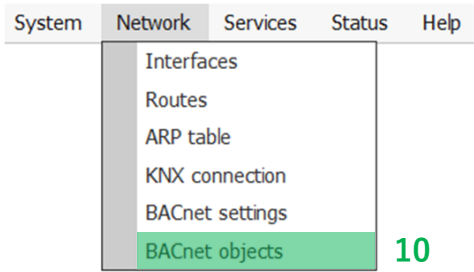 System Network Services Status Help
Interfaces
Routes
ARP table
KNX connection
BACnet settings
BACnet objects 10